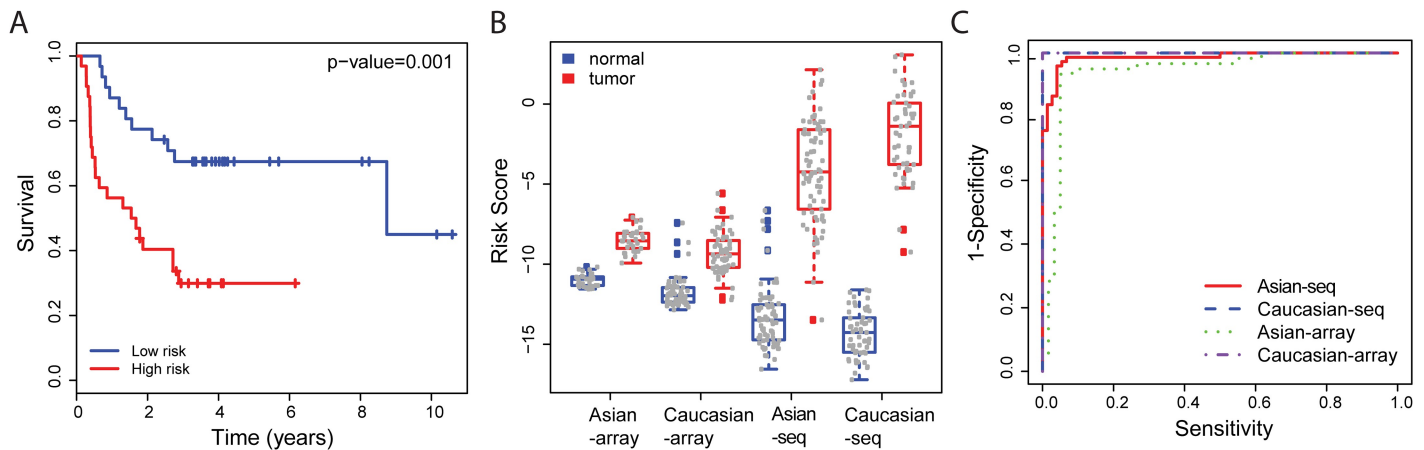 A
p-value=0.001
Survival
1.0
0.8
0.6
0.4
0.2
0.0
Low risk
High risk
0 2 4 6 8 10
Time (years)
B
normal
tumor
Risk Score
0
−5
−10
−15
Asian
-array
Caucasian
-array
Asian
-seq
Caucasian
-seq
C
1-Specificity
1.0
0.8
0.6
0.4
0.2
0.0
Asian-seq
Caucasian-seq
Asian-array
Caucasian-array
0.0 0.2 0.4 0.6 0.8 1.0
Sensitivity